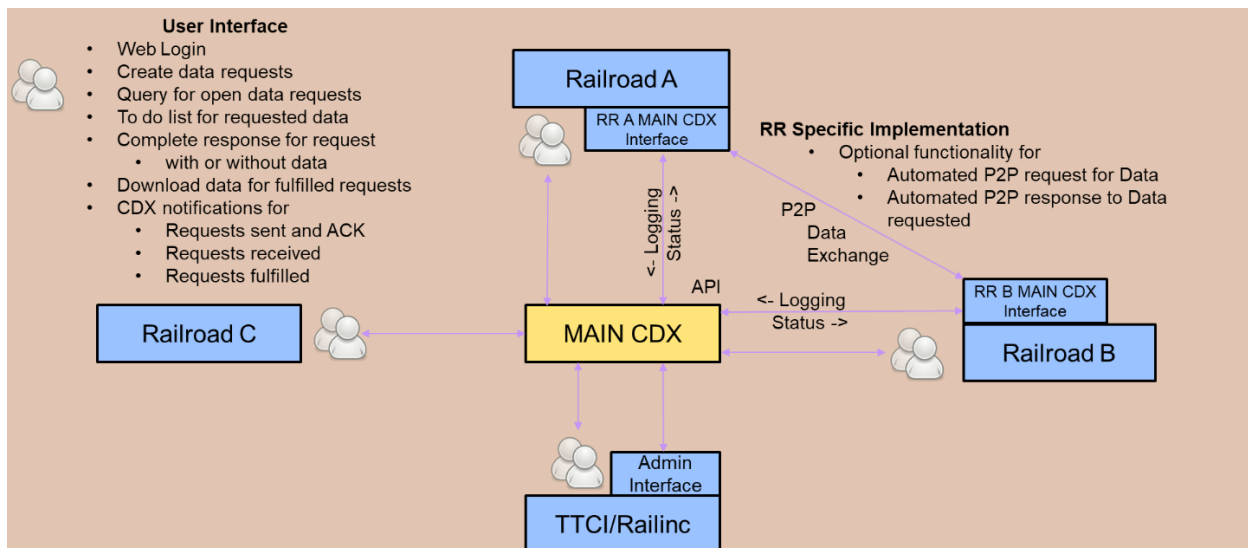 User Interface
• Web Login
• Create data requests
• Query for open data requests
• To do list for requested data
• Complete response for request
• with or without data
• Download data for fulfilled requests
• CDX notifications for
• Requests sent and ACK
• Requests received
• Requests fulfilled
Railroad A
RR A MAIN CDX
Interface
RR Specific Implementation
• Optional functionality for
• Automated P2P request for Data
• Automated P2P response to Data
requested
<- Logging
Status ->
P2P
Data
Exchange
API
<- Logging
Status ->
RR B MAIN CDX
Interface
Railroad B
Railroad C
MAIN CDX
Admin
Interface
TTCI/Railinc